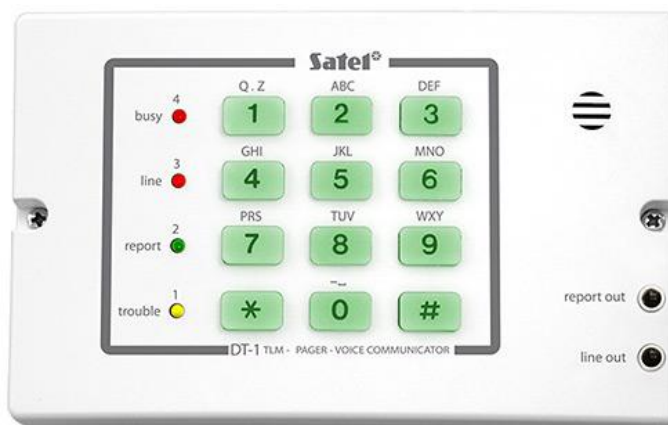 Satel
Q . Z ABC DEF
4
busy 1 2 3
GHI JKL MNO
3
line 4 5 6
PRS TUV WXY
2
report 7 8 9
1
trouble * 0 #
report out
line out
DT-1 TLM - PAGER - VOICE COMMUNICATOR